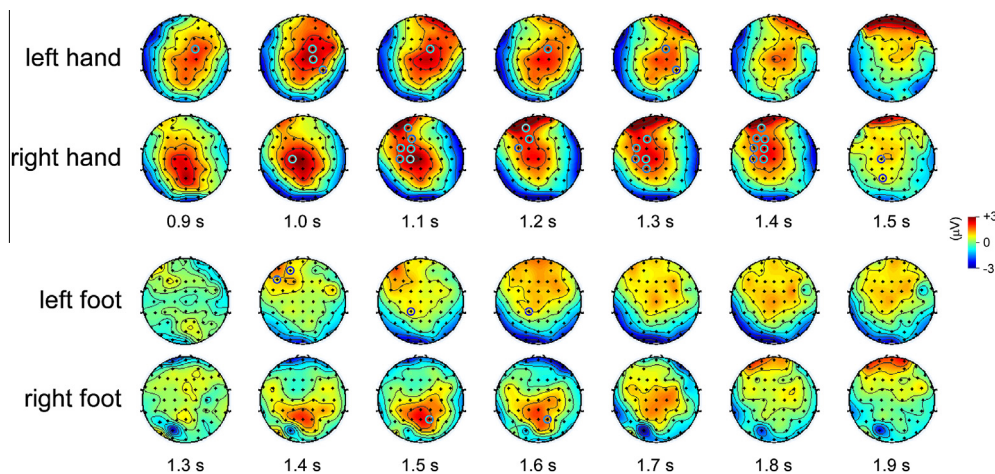 left hand
right hand
0.9 s 1.0 s 1.1 s 1.2 s 1.3 s 1.4 s 1.5 s
(µV)
+3
0
-3
left foot
right foot
1.3 s 1.4 s 1.5 s 1.6 s 1.7 s 1.8 s 1.9 s